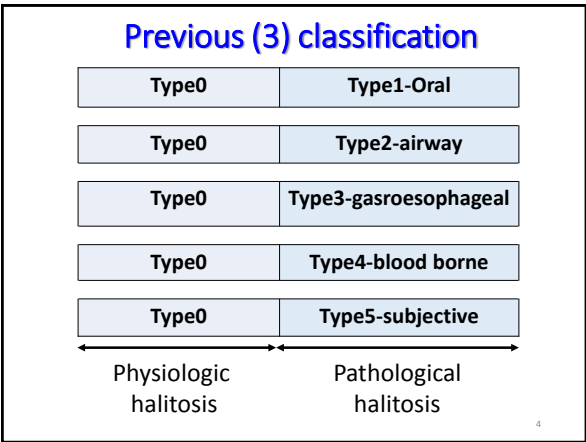 Previous (3) classification
Type0 Type1-Oral
Type0 Type2-airway
Type0 Type3-gasroesophageal
Type0 Type4-blood borne
Type0 Type5-subjective
Physiologic halitosis
Pathological halitosis
4